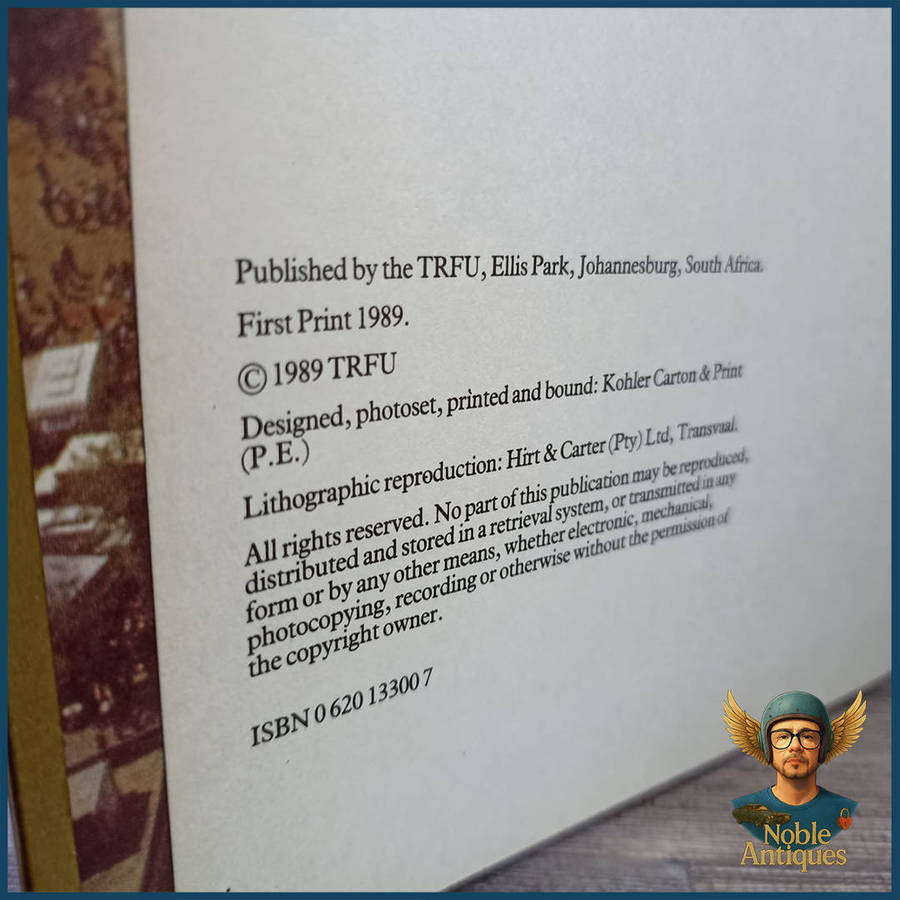 Published by the TRFU, Ellis Park, Johannesburg, South Africa.
First Print 1989.
© 1989 TRFU
Designed, photoset, printed and bound: Kohler Carton & Print
(P.E.)
Lithographic reproduction: Hirt & Carter (Pty) Ltd, Transvaal.
All rights reserved. No part of this publication may be reproduced,
distributed and stored in a retrieval system, or transmitted in any
form or by any other means, whether electronic, mechanical,
photocopying, recording or otherwise without the permission of
the copyright owner.
ISBN 0 620 13300 7
Noble
Antiques